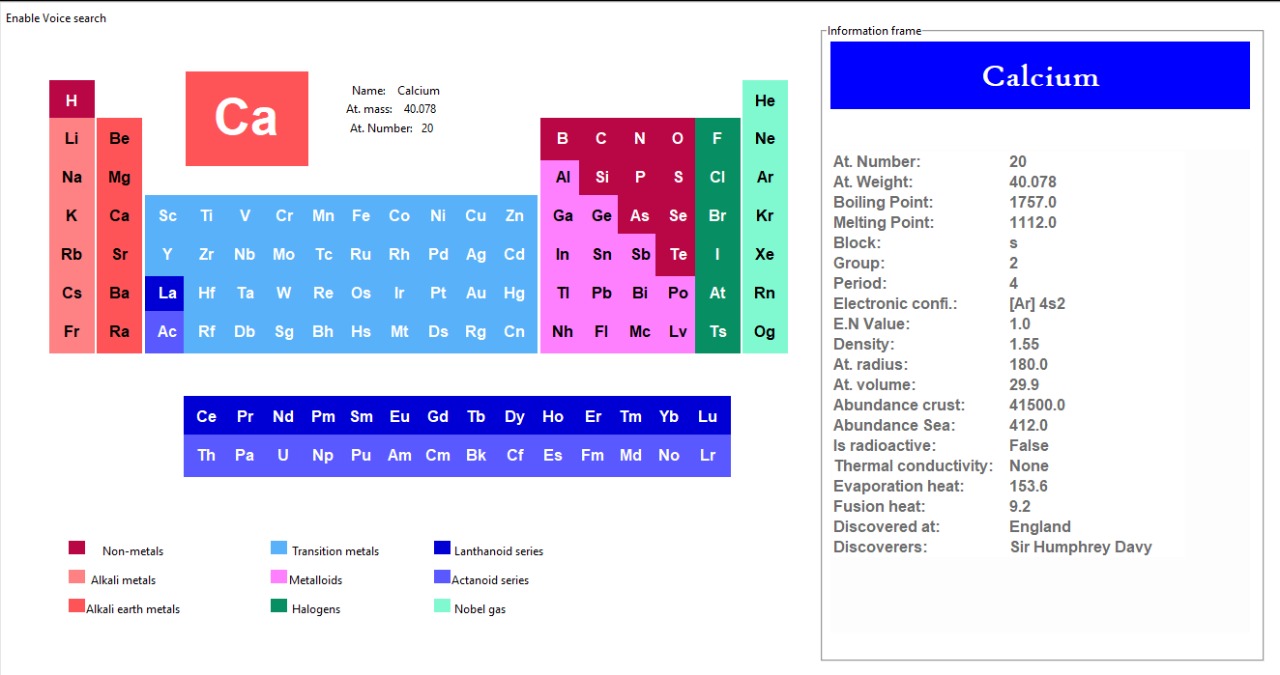 Enable Voice search
Ca
Name: Calcium
At. mass: 40.078
At. Number: 20
H He
Li Be B C N O F Ne
Na Mg Al Si P S Cl Ar
K Ca Sc Ti V Cr Mn Fe Co Ni Cu Zn Ga Ge As Se Br Kr
Rb Sr Y Zr Nb Mo Tc Ru Rh Pd Ag Cd In Sn Sb Te I Xe
Cs Ba La Hf Ta W Re Os Ir Pt Au Hg Tl Pb Bi Po At Rn
Fr Ra Ac Rf Db Sg Bh Hs Mt Ds Rg Cn Nh Fl Mc Lv Ts Og
Ce Pr Nd Pm Sm Eu Gd Tb Dy Ho Er Tm Yb Lu
Th Pa U Np Pu Am Cm Bk Cf Es Fm Md No Lr
Non-metals Transition metals Lanthanoid series
Alkali metals Metalloids Actanoid series
Alkali earth metals Halogens Nobel gas
Information frame
Calcium
At. Number: 20
At. Weight: 40.078
Boiling Point: 1757.0
Melting Point: 1112.0
Block: s
Group: 2
Period: 4
Electronic confi.: [Ar] 4s2
E.N Value: 1.0
Density: 1.55
At. radius: 180.0
At. volume: 29.9
Abundance crust: 41500.0
Abundance Sea: 412.0
Is radioactive: False
Thermal conductivity: None
Evaporation heat: 153.6
Fusion heat: 9.2
Discovered at: England
Discoverers: Sir Humphrey Davy